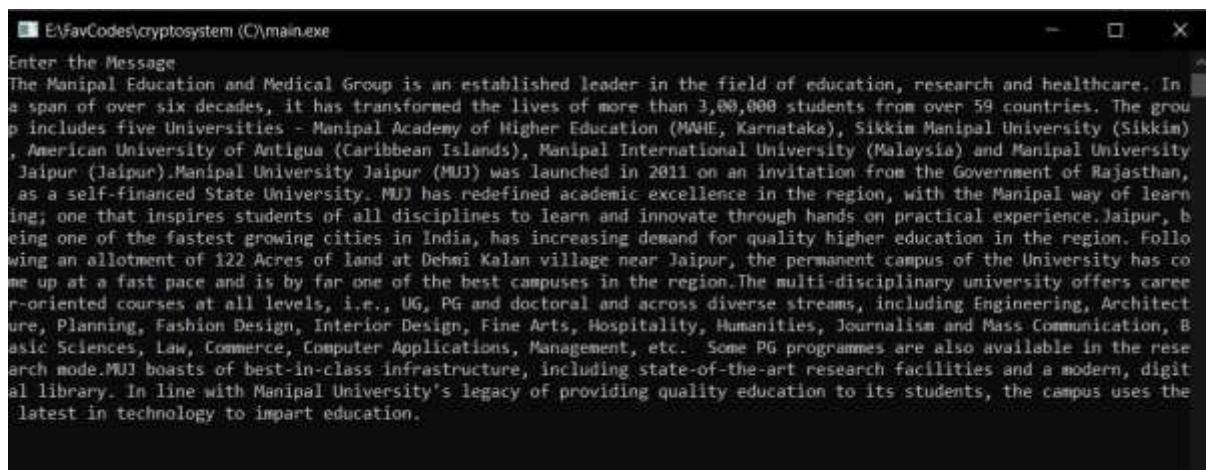 E:\FavCodes\cryptosystem (C)\main.exe
Enter the Message
The Manipal Education and Medical Group is an established leader in the field of education, research and healthcare. In
a span of over six decades, it has transformed the lives of more than 3,00,000 students from over 59 countries. The grou
p includes five Universities - Manipal Academy of Higher Education (MAHE, Karnataka), Sikkim Manipal University (Sikkim)
, American University of Antigua (Caribbean Islands), Manipal International University (Malaysia) and Manipal University
Jaipur (Jaipur).Manipal University Jaipur (MUJ) was launched in 2011 on an invitation from the Government of Rajasthan,
as a self-financed State University. MUJ has redefined academic excellence in the region, with the Manipal way of learn
ing; one that inspires students of all disciplines to learn and innovate through hands on practical experience.Jaipur, b
eing one of the fastest growing cities in India, has increasing demand for quality higher education in the region. Follo
wing an allotment of 122 Acres of land at Dehmi Kalan village near Jaipur, the permanent campus of the University has co
me up at a fast pace and is by far one of the best campuses in the region.The multi-disciplinary university offers caree
r-oriented courses at all levels, i.e., UG, PG and doctoral and across diverse streams, including Engineering, Architect
ure, Planning, Fashion Design, Interior Design, Fine Arts, Hospitality, Humanities, Journalism and Mass Communication, B
asic Sciences, Law, Commerce, Computer Applications, Management, etc.  Some PG programmes are also available in the rese
arch mode.MUJ boasts of best-in-class infrastructure, including state-of-the-art research facilities and a modern, digit
al library. In line with Manipal University's legacy of providing quality education to its students, the campus uses the
latest in technology to impart education.